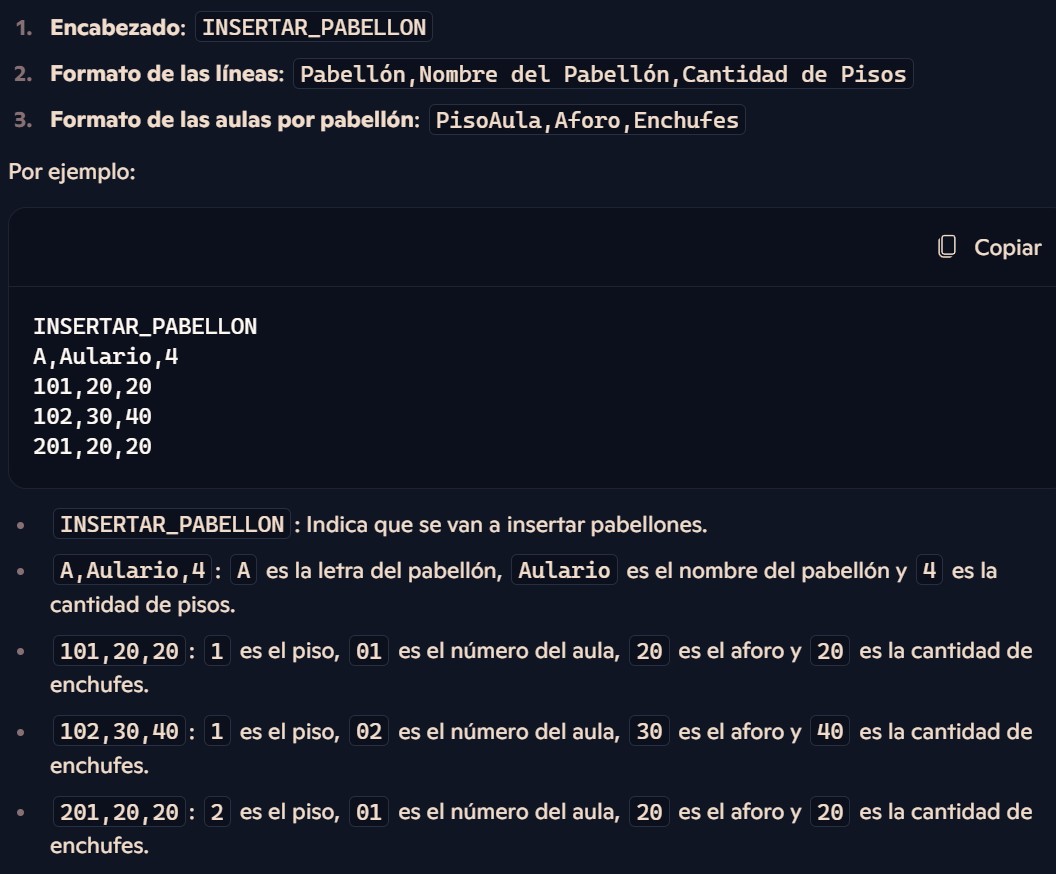 1. Encabezado: INSERTAR_PABELLON
2. Formato de las líneas: Pabellón,Nombre del Pabellón,Cantidad de Pisos
3. Formato de las aulas por pabellón: PisoAula,Aforo,Enchufes
Por ejemplo:
Copiar
INSERTAR_PABELLON
A,Aulario,4
101,20,20
102,30,40
201,20,20
• INSERTAR_PABELLON: Indica que se van a insertar pabellones.
• A,Aulario,4: A es la letra del pabellón, Aulario es el nombre del pabellón y 4 es la
cantidad de pisos.
• 101,20,20: 1 es el piso, 01 es el número del aula, 20 es el aforo y 20 es la cantidad de
enchufes.
• 102,30,40: 1 es el piso, 02 es el número del aula, 30 es el aforo y 40 es la cantidad de
enchufes.
• 201,20,20: 2 es el piso, 01 es el número del aula, 20 es el aforo y 20 es la cantidad de
enchufes.